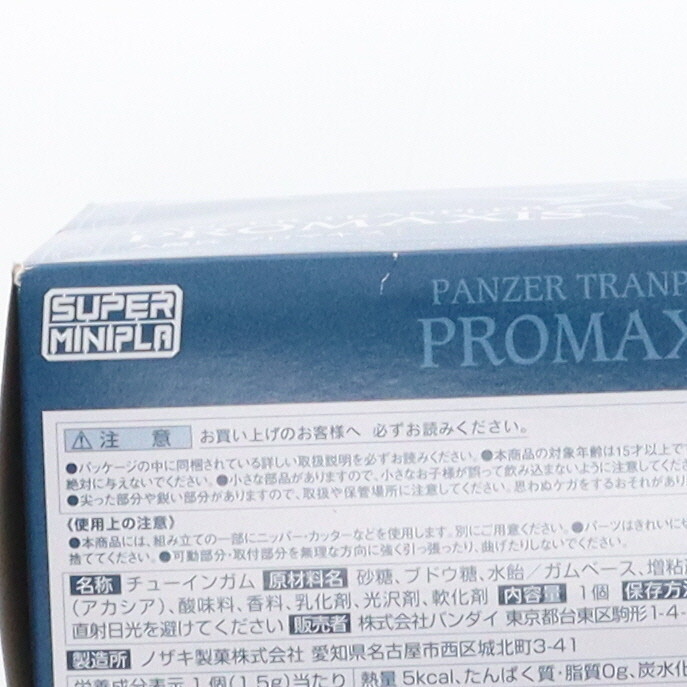 PROMAXIS
SUPER
MINIPLA
PANZER TRANP
PROMAX
⚠注 意 お買い上げのお客様へ 必ずお読みください。
●パッケージの中に同梱されている詳しい取扱説明を必ずお読みください。●本商品の対象年齢は15才以上で
絶対に与えないでください。●小さな部品がありますので、小さなお子様が誤って飲み込まないように注意してくださ
●尖った部分や鋭い部分がありますので、取扱や保管場所に注意してください。思わぬケガをするおそれがあり
《使用上の注意》
●本商品には、組み立ての一部にニッパー・カッターなどを使用します。別にご用意ください。●パーツはきれいに
捨ててください。●可動部分・取付部分を無理な方向に強く引っ張ったり、曲げたりしないでください。
名称 チューインガム 原材料名 砂糖、ブドウ糖、水飴／ガムベース、増粘
(アカシア)、酸味料、香料、乳化剤、光沢剤、軟化剤 内容量 1個 保存方法
直射日光を避けてください 販売者 株式会社バンダイ 東京都台東区駒形1-4-
製造所 ノザキ製菓株式会社 愛知県名古屋市西区城北町3-41
栄養成分表示 1個(1.5g)当たり 熱量 5kcal、たんぱく質・脂質0g、炭水化